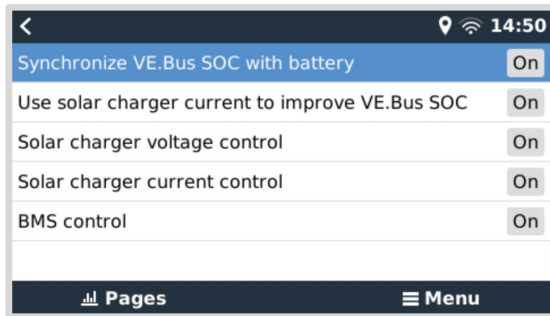 14:50
Synchronize VE.Bus SOC with battery On
Use solar charger current to improve VE.Bus SOC On
Solar charger voltage control On
Solar charger current control On
BMS control On
Pages Menu